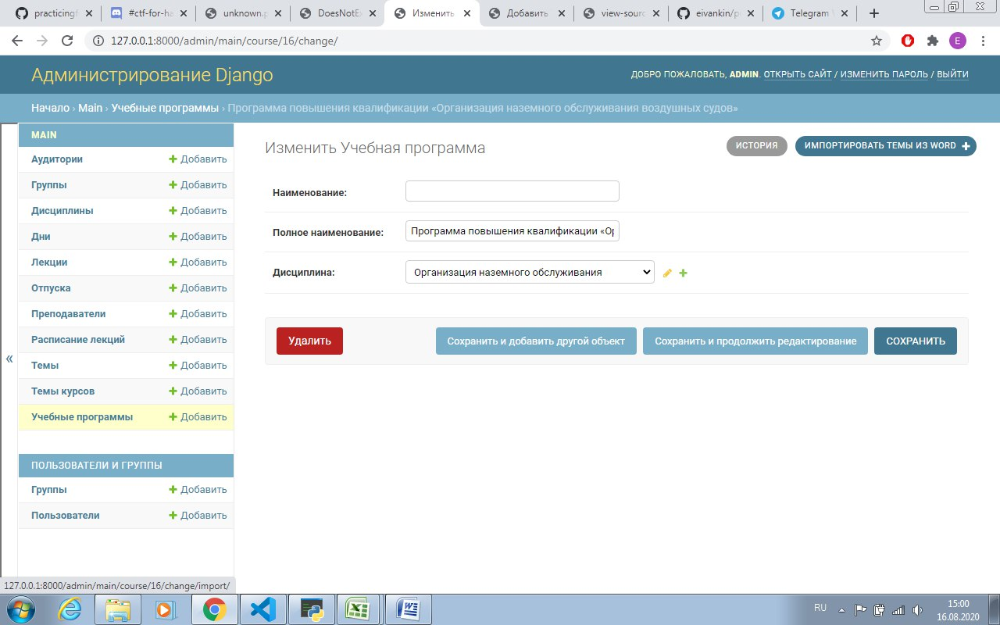 practicingf
#ctf-for-ha
unknown.p
DoesNotEx
Изменить
Добавить
view-sourc
eivankin/p
Telegram
127.0.0.1:8000/admin/main/course/16/change/
E
Администрирование Django
ДОБРО ПОЖАЛОВАТЬ, ADMIN. ОТКРЫТЬ САЙТ / ИЗМЕНИТЬ ПАРОЛЬ / ВЫЙТИ
Начало › Main › Учебные программы › Программа повышения квалификации «Организация наземного обслуживания воздушных судов»
MAIN
Аудитории + Добавить
Группы + Добавить
Дисциплины + Добавить
Дни + Добавить
Лекции + Добавить
Отпуска + Добавить
Преподаватели + Добавить
Расписание лекций + Добавить
Темы + Добавить
Темы курсов + Добавить
Учебные программы + Добавить
ПОЛЬЗОВАТЕЛИ И ГРУППЫ
Группы + Добавить
Пользователи + Добавить
«
Изменить Учебная программа
ИСТОРИЯ
ИМПОРТИРОВАТЬ ТЕМЫ ИЗ WORD +
Наименование:
Полное наименование: Программа повышения квалификации «Ор
Дисциплина: Организация наземного обслуживания
Удалить
Сохранить и добавить другой объект
Сохранить и продолжить редактирование
СОХРАНИТЬ
127.0.0.1:8000/admin/main/course/16/change/import/
RU
15:00
16.08.2020